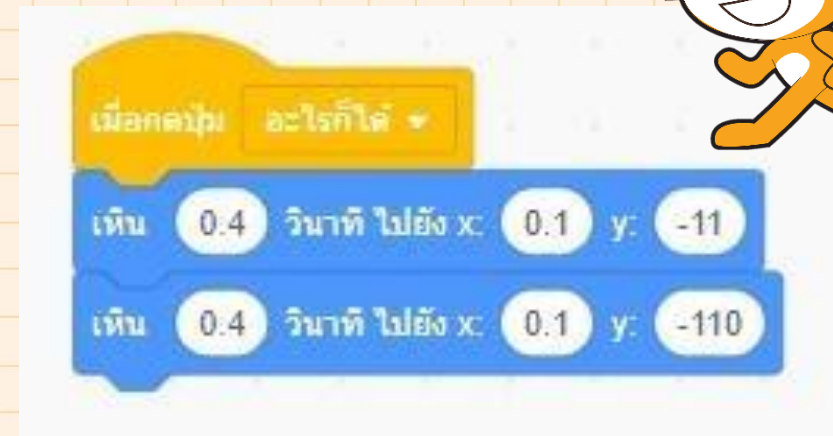 เมื่อกดปุ่ม อะไรก็ได้
เหิน 0.4 วินาที ไปยัง x: 0.1 y: -11
เหิน 0.4 วินาที ไปยัง x: 0.1 y: -110